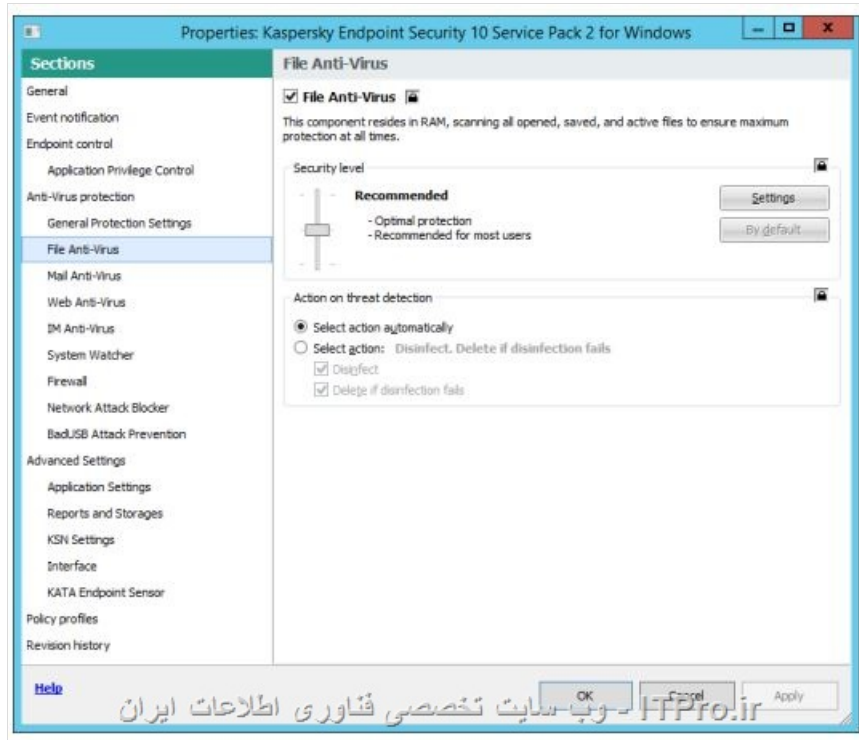 Properties: Kaspersky Endpoint Security 10 Service Pack 2 for Windows
Sections
General
Event notification
Endpoint control
Application Privilege Control
Anti-Virus protection
General Protection Settings
File Anti-Virus
Mail Anti-Virus
Web Anti-Virus
IM Anti-Virus
System Watcher
Firewall
Network Attack Blocker
BadUSB Attack Prevention
Advanced Settings
Application Settings
Reports and Storages
KSN Settings
Interface
KATA Endpoint Sensor
Policy profiles
Revision history
File Anti-Virus
File Anti-Virus
This component resides in RAM, scanning all opened, saved, and active files to ensure maximum
protection at all times.
Security level
Recommended
- Optimal protection
- Recommended for most users
Settings
By default
Action on threat detection
Select action automatically
Select action: Disinfect. Delete if disinfection fails
Disinfect
Delete if disinfection fails
Help
OK
Cancel
Apply
ITPro.ir - وب سایت تخصصی فناوری اطلاعات ایران